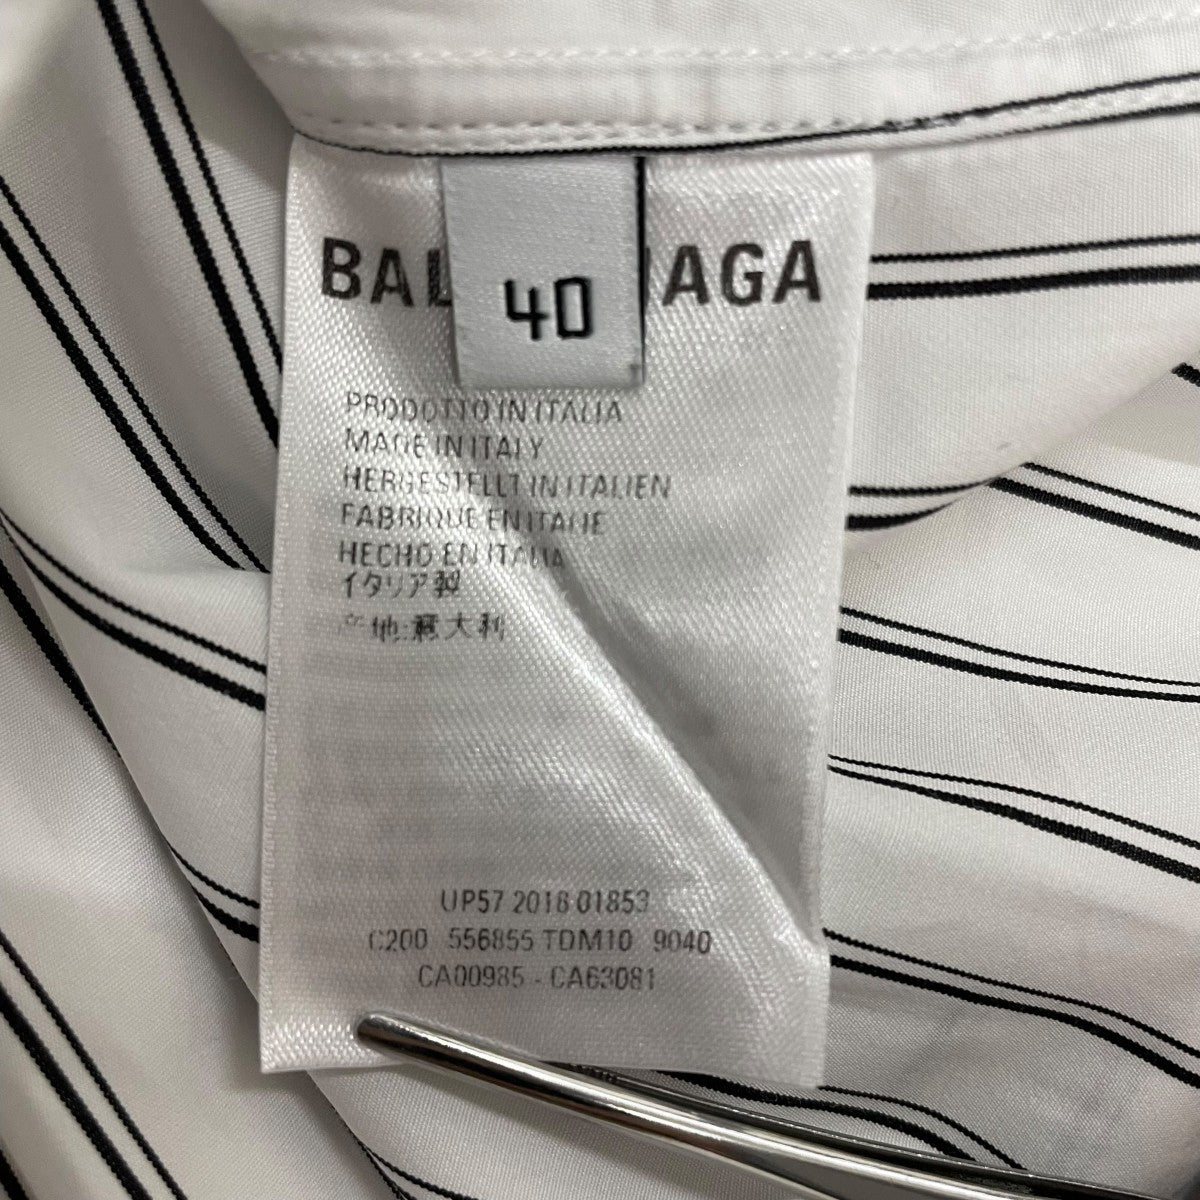 BAL NAGA
40
PRODOTTO IN ITALIA
MADE IN ITALY
HERGESTELLT IN ITALIEN
FABRIQUE EN ITALIE
HECHO EN ITALIA
イタリア製
产地:意大利
UP57 2018 01853
C200 556855 TDM10 9040
CA00985 - CA63081